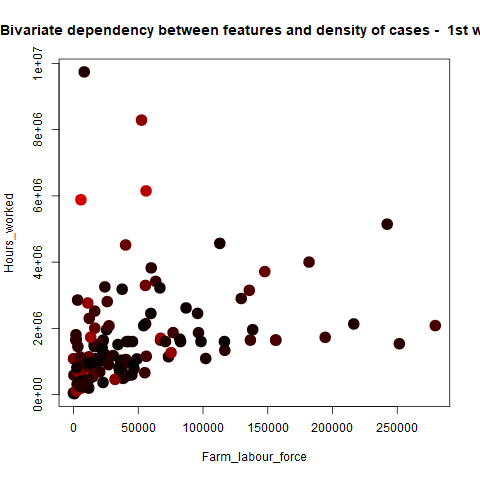 Bivariate dependency between features and density of cases - 1st w
1e+07
8e+06
6e+06
4e+06
2e+06
0e+00
Hours_worked
0 50000 100000 150000 200000 250000
Farm_labour_force